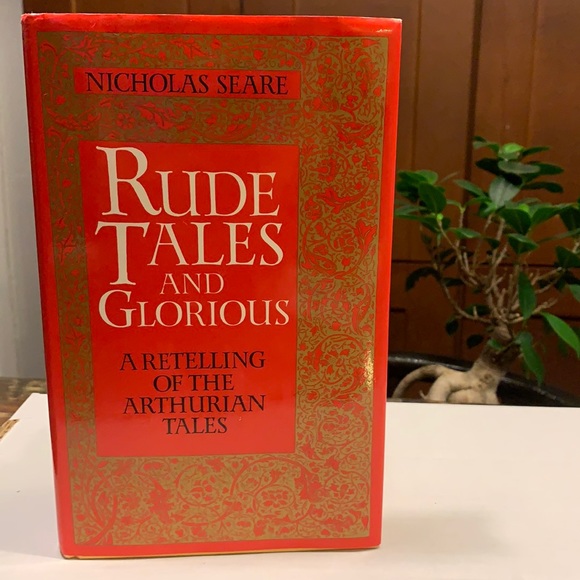 NICHOLAS SEARE
RUDE
TALES
AND
GLORIOUS
A RETELLING
OF THE
ARTHURIAN
TALES